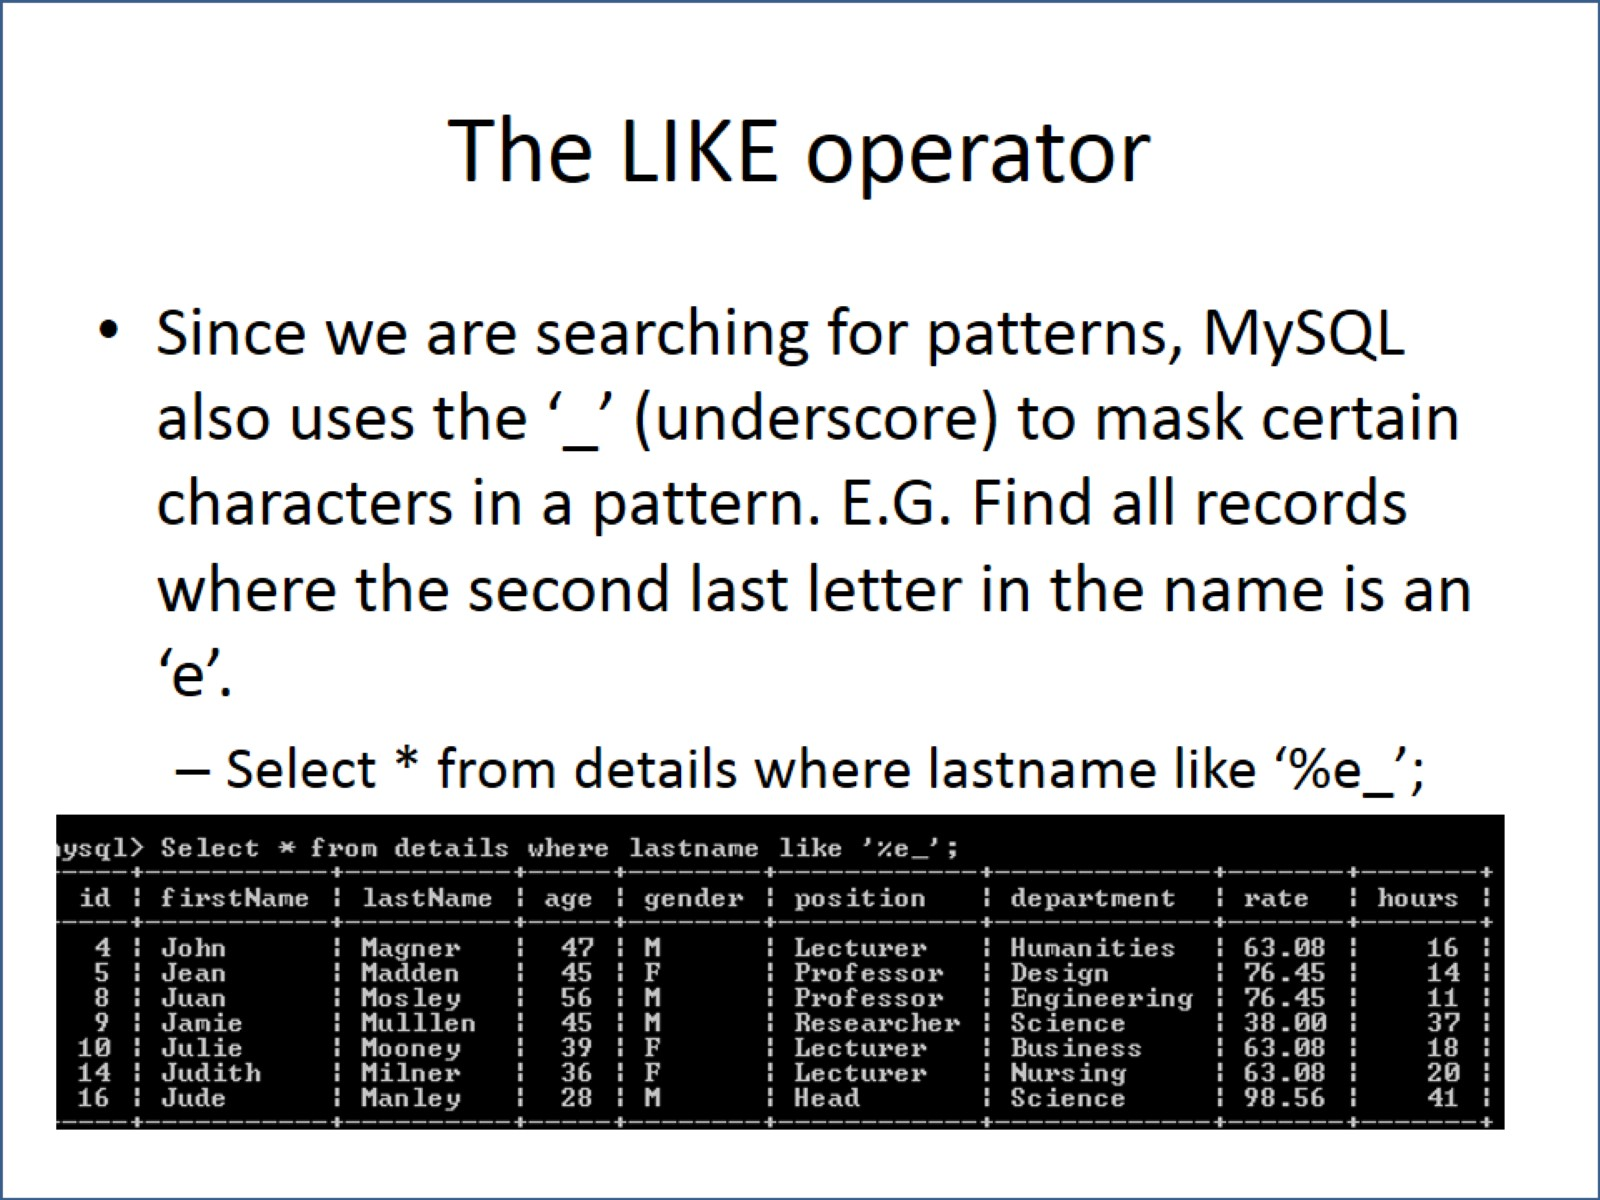 The LIKE operator
• Since we are searching for patterns, MySQL
also uses the ‘_’ (underscore) to mask certain
characters in a pattern. E.G. Find all records
where the second last letter in the name is an
‘e’.
– Select * from details where lastname like ‘%e_’;
mysql> Select * from details where lastname like '%e_';
-----+-----------+----------+-----+--------+------------+-------------+-------+-------+
id ¦ firstName ¦ lastName ¦ age ¦ gender ¦ position ¦ department ¦ rate ¦ hours ¦
-----+-----------+----------+-----+--------+------------+-------------+-------+-------+
4 ¦ John ¦ Magner ¦ 47 ¦ M ¦ Lecturer ¦ Humanities ¦ 63.08 ¦ 16 ¦
5 ¦ Jean ¦ Madden ¦ 45 ¦ F ¦ Professor ¦ Design ¦ 76.45 ¦ 14 ¦
8 ¦ Juan ¦ Mosley ¦ 56 ¦ M ¦ Professor ¦ Engineering ¦ 76.45 ¦ 11 ¦
9 ¦ Jamie ¦ Mulllen ¦ 45 ¦ M ¦ Researcher ¦ Science ¦ 38.00 ¦ 37 ¦
10 ¦ Julie ¦ Mooney ¦ 39 ¦ F ¦ Lecturer ¦ Business ¦ 63.08 ¦ 18 ¦
14 ¦ Judith ¦ Milner ¦ 36 ¦ F ¦ Lecturer ¦ Nursing ¦ 63.08 ¦ 20 ¦
16 ¦ Jude ¦ Manley ¦ 28 ¦ M ¦ Head ¦ Science ¦ 98.56 ¦ 41 ¦
-----+-----------+----------+-----+--------+------------+-------------+-------+-------+